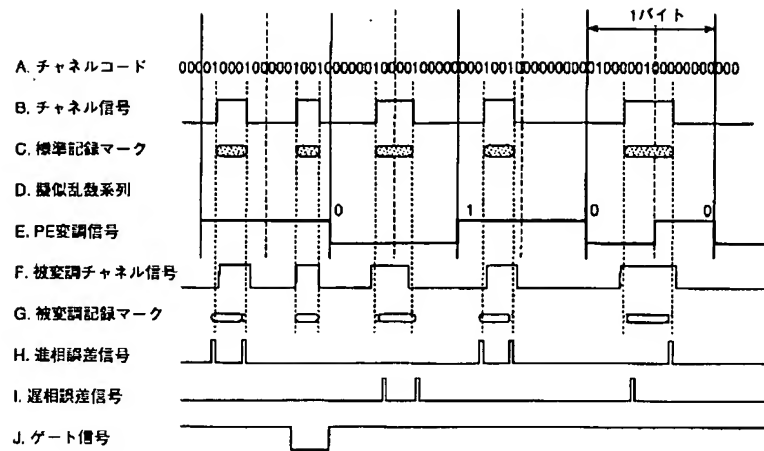 1バイト
A. チャネルコード
B. チャネル信号
C. 標準記録マーク
D. 擬似乱数系列
0 1 0 0
E. PE変調信号
F. 被変調チャネル信号
G. 被変調記録マーク
H. 進相誤差信号
I. 遅相誤差信号
J. ゲート信号